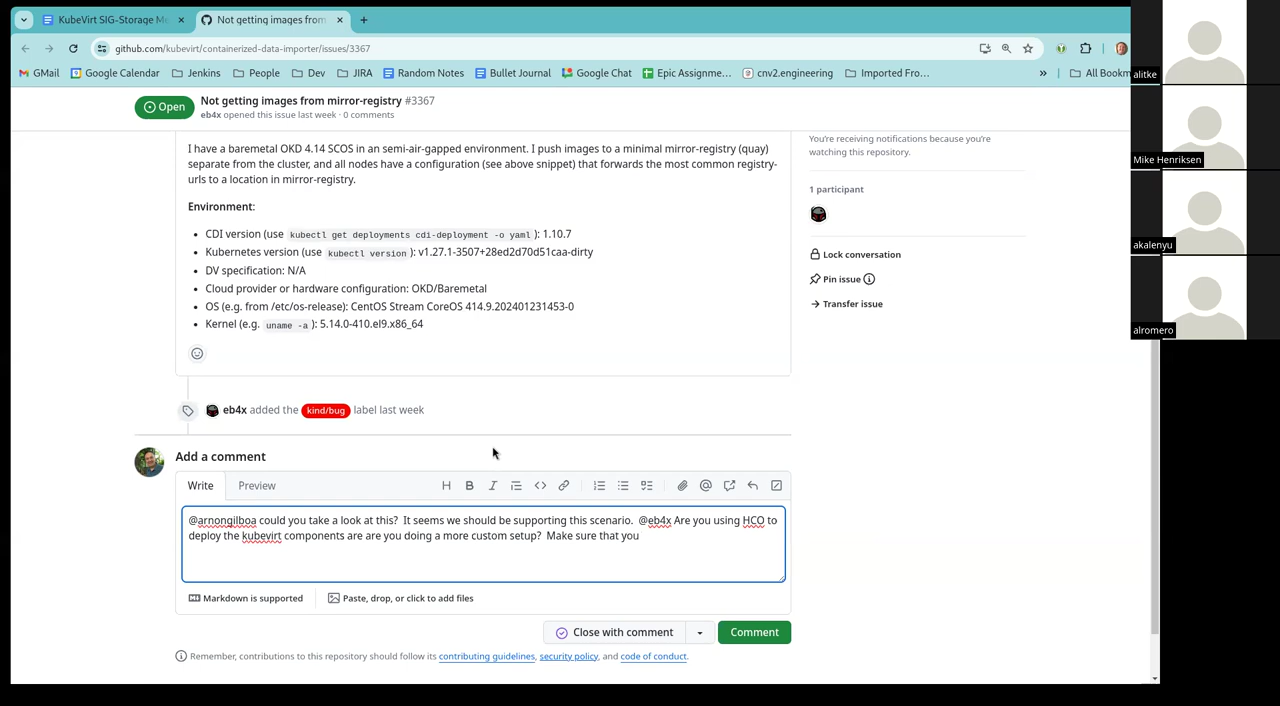 KubeVirt SIG-Storage M
Not getting images from
github.com/kubevirt/containerized-data-importer/issues/3367
GMail
Google Calendar
Jenkins
People
Dev
JIRA
Random Notes
Bullet Journal
Google Chat
Epic Assignme...
cnv2.engineering
Imported Fro...
»
All Bookm
Open
Not getting images from mirror-registry #3367
eb4x opened this issue last week · 0 comments
I have a baremetal OKD 4.14 SCOS in an semi-air-gapped environment. I push images to a minimal mirror-registry (quay)
separate from the cluster, and all nodes have a configuration (see above snippet) that forwards the most common registry-
urls to a location in mirror-registry.
Environment:
• CDI version (use kubectl get deployments cdi-deployment -o yaml ): 1.10.7
• Kubernetes version (use kubectl version ): v1.27.1-3507+28ed2d70d51caa-dirty
• DV specification: N/A
• Cloud provider or hardware configuration: OKD/Baremetal
• OS (e.g. from /etc/os-release): CentOS Stream CoreOS 414.9.202401231453-0
• Kernel (e.g. uname -a ): 5.14.0-410.el9.x86_64
You're receiving notifications because you're
watching this repository.
1 participant
Lock conversation
Pin issue
Transfer issue
eb4x added the kind/bug label last week
Add a comment
Write
Preview
@arnongilboa could you take a look at this? It seems we should be supporting this scenario. @eb4x Are you using HCO to
deploy the kubevirt components are are you doing a more custom setup? Make sure that you
Markdown is supported
Paste, drop, or click to add files
Close with comment
Comment
Remember, contributions to this repository should follow its contributing guidelines, security policy, and code of conduct.
alitke
Mike Henriksen
akalenyu
alromero